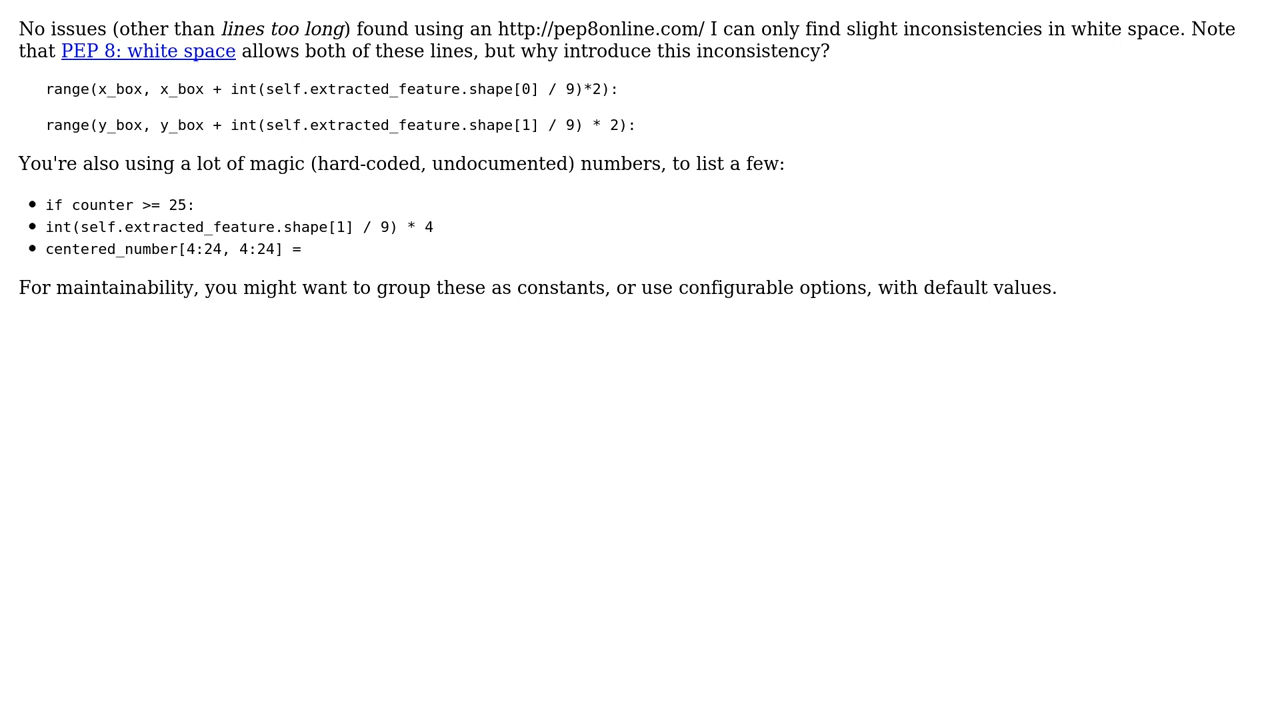 No issues (other than lines too long) found using an http://pep8online.com/ I can only find slight inconsistencies in white space. Note
that PEP 8: white space allows both of these lines, but why introduce this inconsistency?
range(x_box, x_box + int(self.extracted_feature.shape[0] / 9)*2):
range(y_box, y_box + int(self.extracted_feature.shape[1] / 9) * 2):
You're also using a lot of magic (hard-coded, undocumented) numbers, to list a few:
• if counter >= 25:
• int(self.extracted_feature.shape[1] / 9) * 4
• centered_number[4:24, 4:24] =
For maintainability, you might want to group these as constants, or use configurable options, with default values.